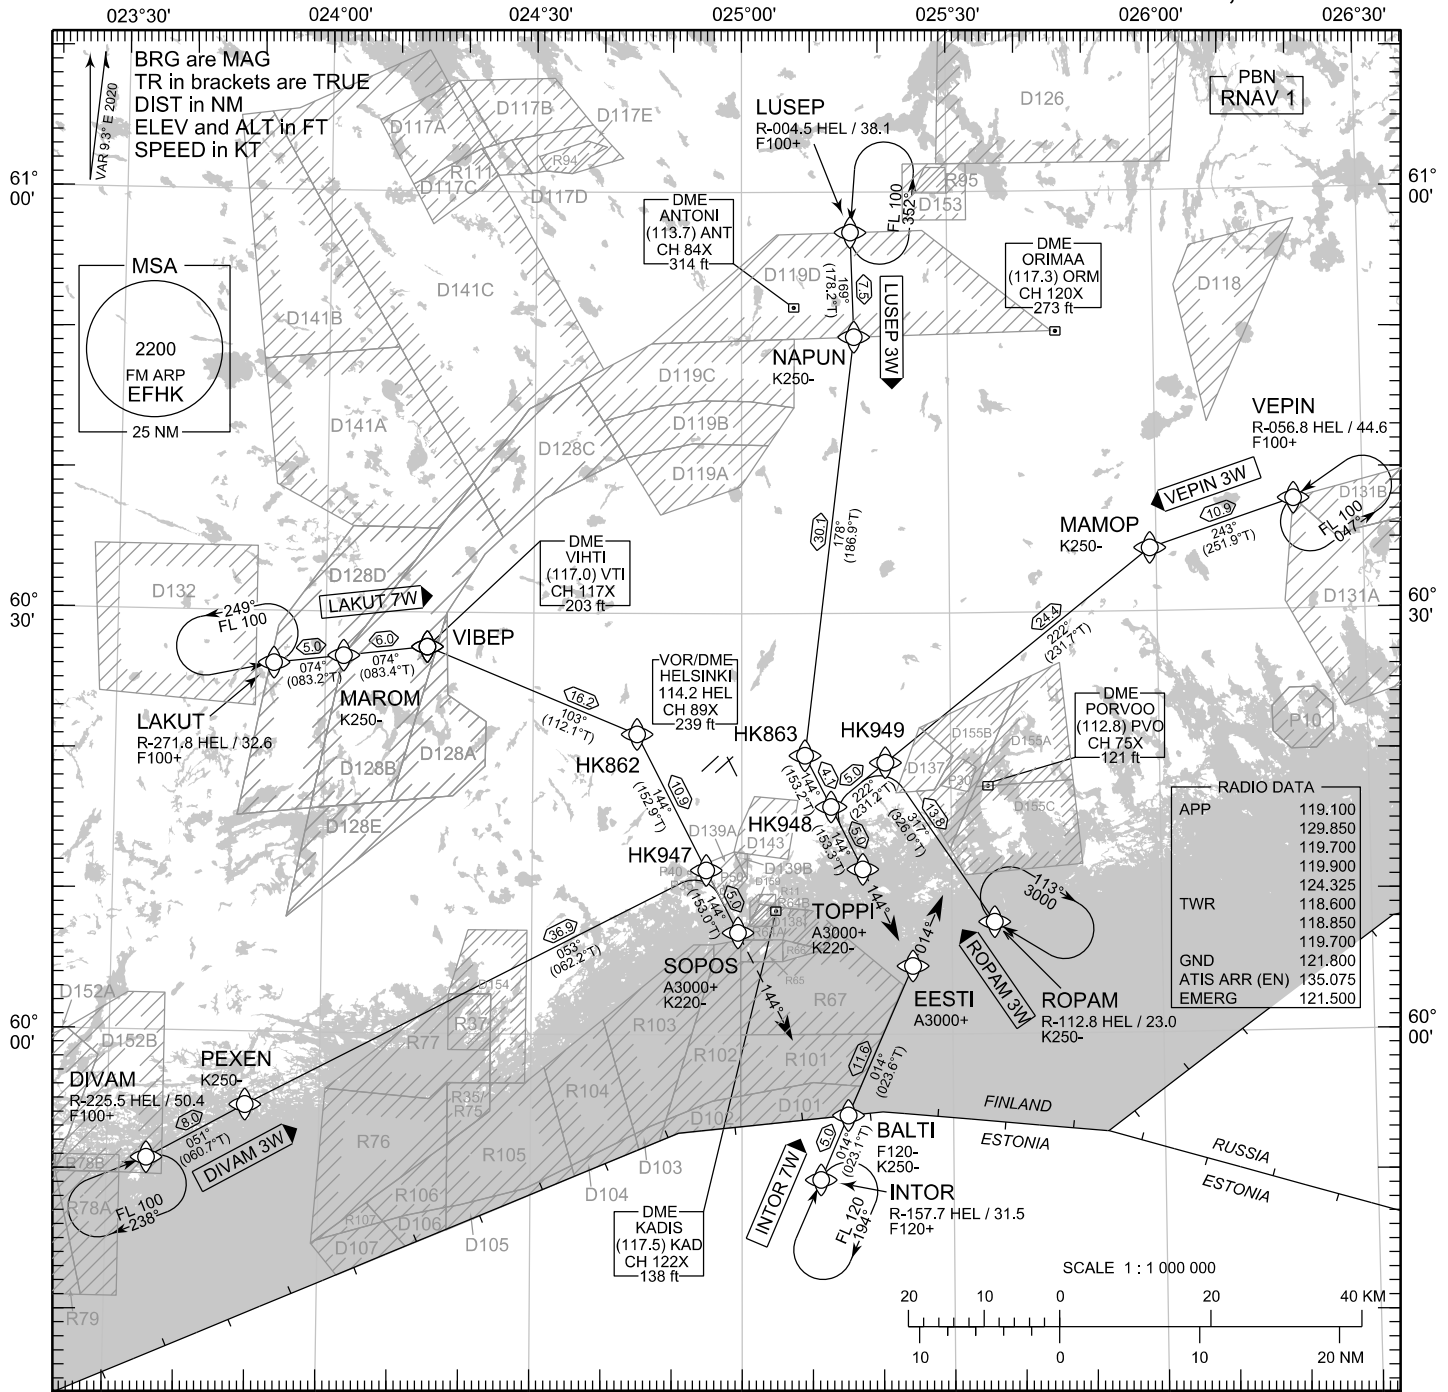 023°30'
024°00'
024°30'
025°00'
025°30'
026°00'
026°30'
BRG are MAG
TR in brackets are TRUE
DIST in NM
ELEV and ALT in FT
SPEED in KT
VAR 9.3° E 2020
PBN
RNAV 1
61°
00'
61°
00'
60°
30'
60°
30'
60°
00'
60°
00'
MSA
2200
FM ARP
EFHK
25 NM
LUSEP
R-004.5 HEL / 38.1
F100+
FL 100
352°
DME
ANTONI
(113.7) ANT
CH 84X
314 ft
DME
ORIMAA
(117.3) ORM
CH 120X
273 ft
7.5
169°
(178.2°T)
LUSEP 3W
NAPUN
K250-
30.1
178°
(186.9°T)
VEPIN
R-056.8 HEL / 44.6
F100+
VEPIN 3W
FL 100
047°
10.9
243°
(251.9°T)
MAMOP
K250-
24.4
222°
(231.7°T)
DME
VIHTI
(117.0) VTI
CH 117X
203 ft
249°
FL 100
LAKUT 7W
5.0
074°
(083.2°T)
6.0
074°
(083.4°T)
VIBEP
MAROM
K250-
LAKUT
R-271.8 HEL / 32.6
F100+
16.2
103°
(112.1°T)
VOR/DME
HELSINKI
114.2 HEL
CH 89X
239 ft
HK862
10.9
144°
(152.9°T)
HK863
HK949
4.1
144°
(153.2°T)
5.0
222°
(231.2°T)
HK948
5.0
144°
(153.3°T)
13.8
317°
(326.0°T)
DME
PORVOO
(112.8) PVO
CH 75X
121 ft
HK947
5.0
144°
(153.0°T)
TOPPI
A3000+
K220-
144°
SOPOS
A3000+
K220-
144°
014°
EESTI
A3000+
113°
3000
ROPAM 3W
ROPAM
R-112.8 HEL / 23.0
K250-
RADIO DATA
APP 119.100
129.850
119.700
119.900
124.325
TWR 118.600
118.850
119.700
GND 121.800
ATIS ARR (EN) 135.075
EMERG 121.500
36.9
053°
(062.2°T)
PEXEN
K250-
DIVAM
R-225.5 HEL / 50.4
F100+
8.0
051°
(060.7°T)
DIVAM 3W
FL 100
238°
11.6
014°
(023.6°T)
BALTI
F120-
K250-
5.0
014°
(023.1°T)
INTOR 7W
INTOR
R-157.7 HEL / 31.5
F120+
FL 120
194°
DME
KADIS
(117.5) KAD
CH 122X
138 ft
FINLAND
ESTONIA
RUSSIA
ESTONIA
SCALE 1 : 1 000 000
20 10 0 20 40 KM
10 0 10 20 NM
D117A
D117B
D117E
R94
R111
D117C
D117D
D126
R95
D153
D119D
D118
D141C
D141B
D141A
D119C
D119B
D119A
D128C
D128D
D132
D131B
D131A
P10
D128A
D128B
D128E
D155B
D155A
D137
P30
D155C
D139A
D143
D139B
P40
P50
D159
R11
R64B
D138
R64A
R65
R67
D154
R37
R77
D152A
D152B
R103
R102
R101
R104
D101
D102
R35/
R75
R76
R105
R106
R107
D103
D104
D105
D106
D107
R78B
R78A
R79